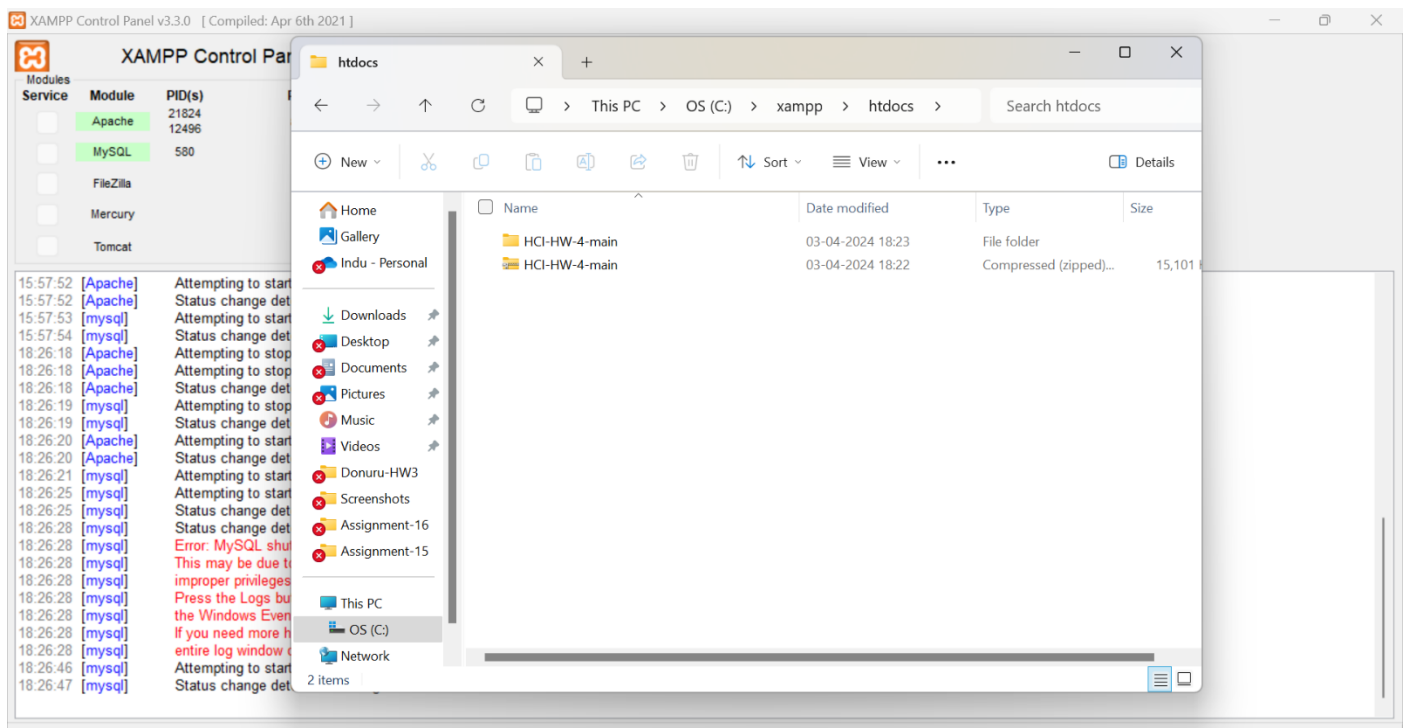 XAMPP Control Panel v3.3.0 [ Compiled: Apr 6th 2021 ]
XAMPP Control Par
Modules
Service Module PID(s)
Apache 21824
12496
MySQL 580
FileZilla
Mercury
Tomcat
15:57:52 [Apache] Attempting to start
15:57:52 [Apache] Status change det
15:57:53 [mysql] Attempting to start
15:57:54 [mysql] Status change det
18:26:18 [Apache] Attempting to stop
18:26:18 [Apache] Attempting to stop
18:26:18 [Apache] Status change det
18:26:19 [mysql] Attempting to stop
18:26:19 [mysql] Status change det
18:26:20 [Apache] Attempting to start
18:26:20 [Apache] Status change det
18:26:21 [mysql] Attempting to start
18:26:25 [mysql] Attempting to start
18:26:25 [mysql] Status change det
18:26:28 [mysql] Status change det
18:26:28 [mysql] Error: MySQL shu
18:26:28 [mysql] This may be due to
18:26:28 [mysql] improper privileges
18:26:28 [mysql] Press the Logs bu
18:26:28 [mysql] the Windows Even
18:26:28 [mysql] If you need more h
18:26:28 [mysql] entire log window
18:26:46 [mysql] Attempting to start
18:26:47 [mysql] Status change det
htdocs
This PC > OS (C:) > xampp > htdocs > Search htdocs
New Sort View Details
Home
Gallery
Indu - Personal
Downloads
Desktop
Documents
Pictures
Music
Videos
Donuru-HW3
Screenshots
Assignment-16
Assignment-15
This PC
OS (C:)
Network
Name Date modified Type Size
HCI-HW-4-main 03-04-2024 18:23 File folder
HCI-HW-4-main 03-04-2024 18:22 Compressed (zipped)... 15,101
2 items